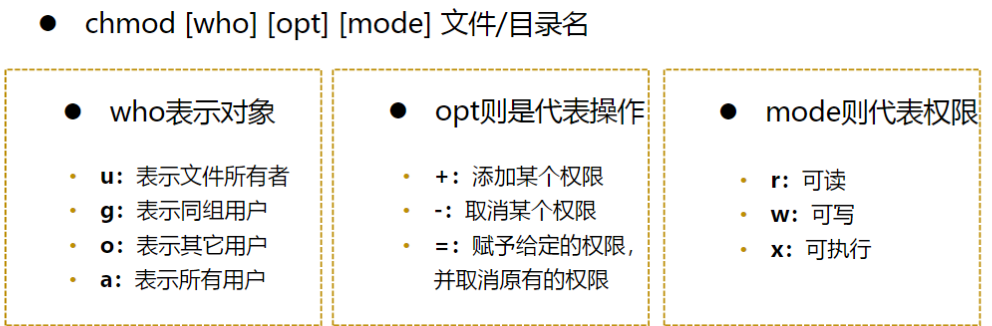 ● chmod [who] [opt] [mode] 文件/目录名
● who表示对象
• u：表示文件所有者
• g：表示同组用户
• o：表示其它用户
• a：表示所有用户
● opt则是代表操作
• +：添加某个权限
• -：取消某个权限
• =：赋予给定的权限，
并取消原有的权限
● mode则代表权限
• r：可读
• w：可写
• x：可执行